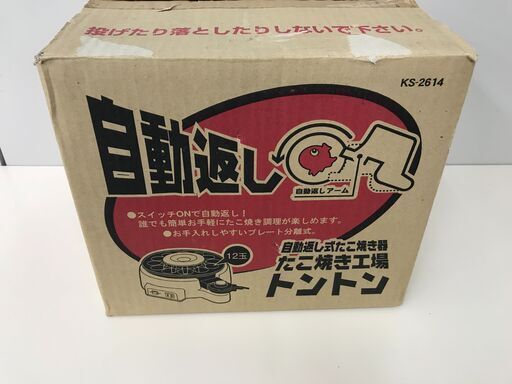 投げたり落としたりしないで下さい。
KS-2614
自動返し
自動返しアーム
●スイッチONで自動返し！
誰でも簡単お手軽にたこ焼き調理が楽しめます。
●お手入れしやすいプレート分離式。
12玉
自動返し式たこ焼き器
たこ焼き工場
トントン